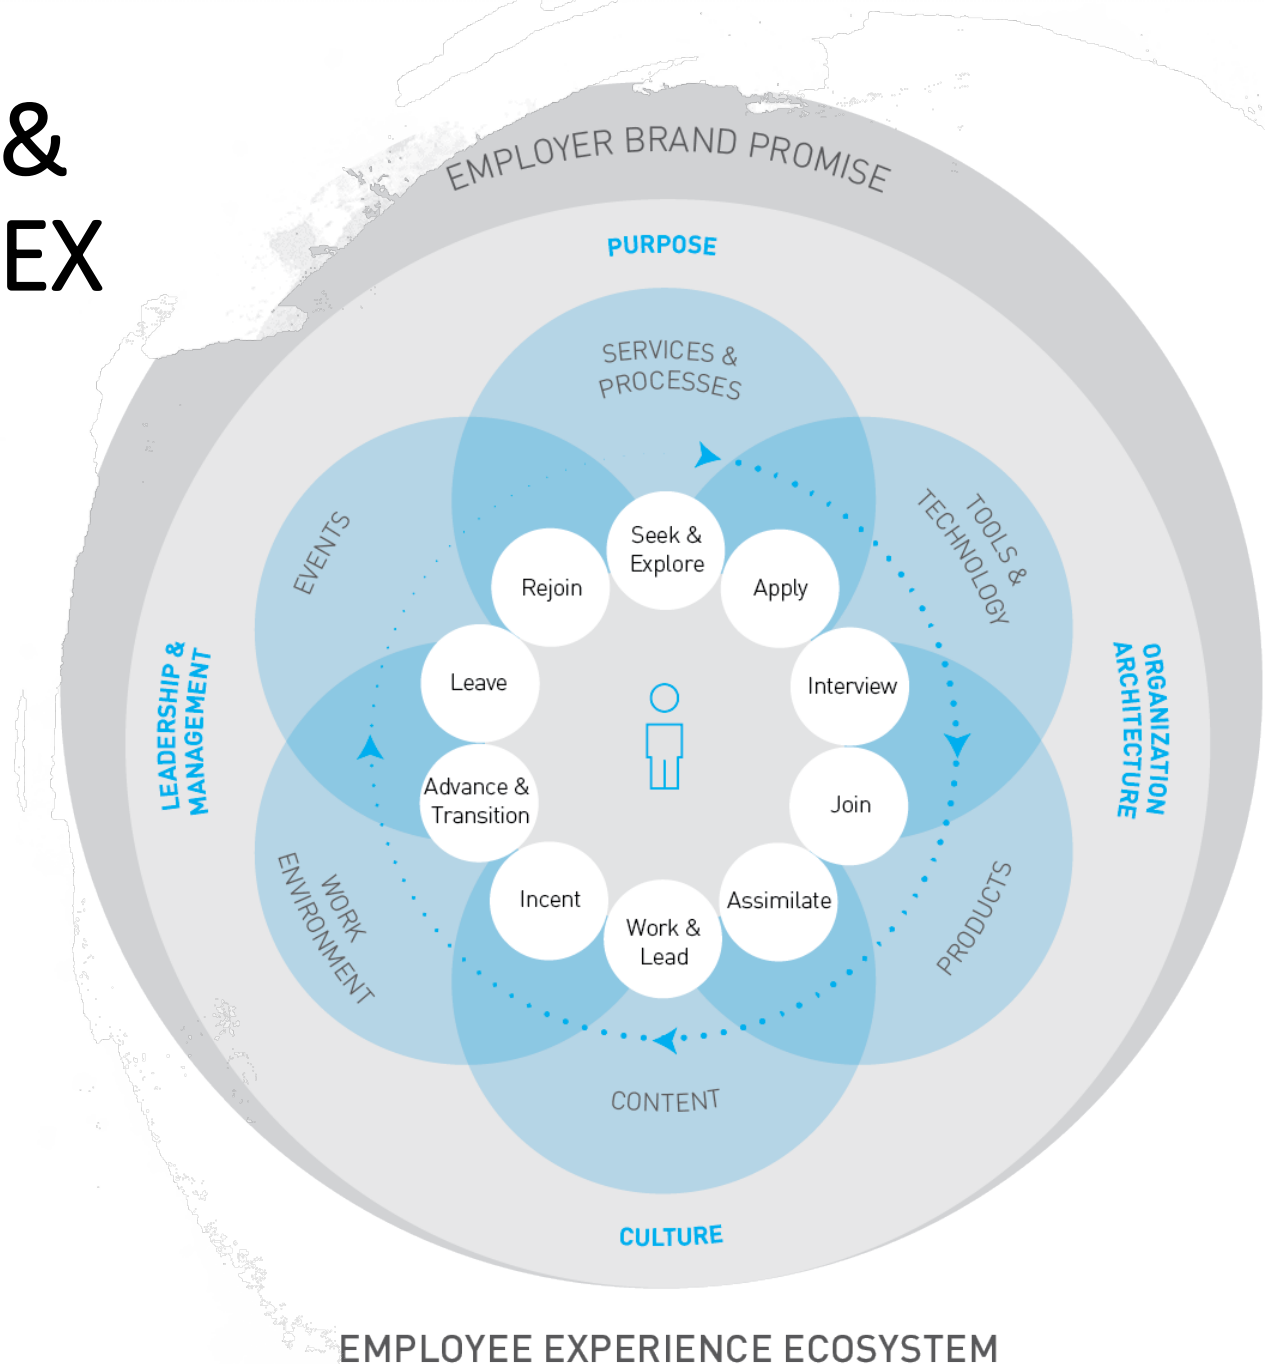 &
EX
EMPLOYER BRAND PROMISE
PURPOSE
SERVICES &
PROCESSES
EVENTS
TOOLS &
TECHNOLOGY
Seek &
Explore
Rejoin
Apply
Leave
Interview
LEADERSHIP &
MANAGEMENT
ORGANIZATION
ARCHITECTURE
Advance &
Transition
Join
Incent
Assimilate
Work &
Lead
WORK
ENVIRONMENT
PRODUCTS
CONTENT
CULTURE
EMPLOYEE EXPERIENCE ECOSYSTEM